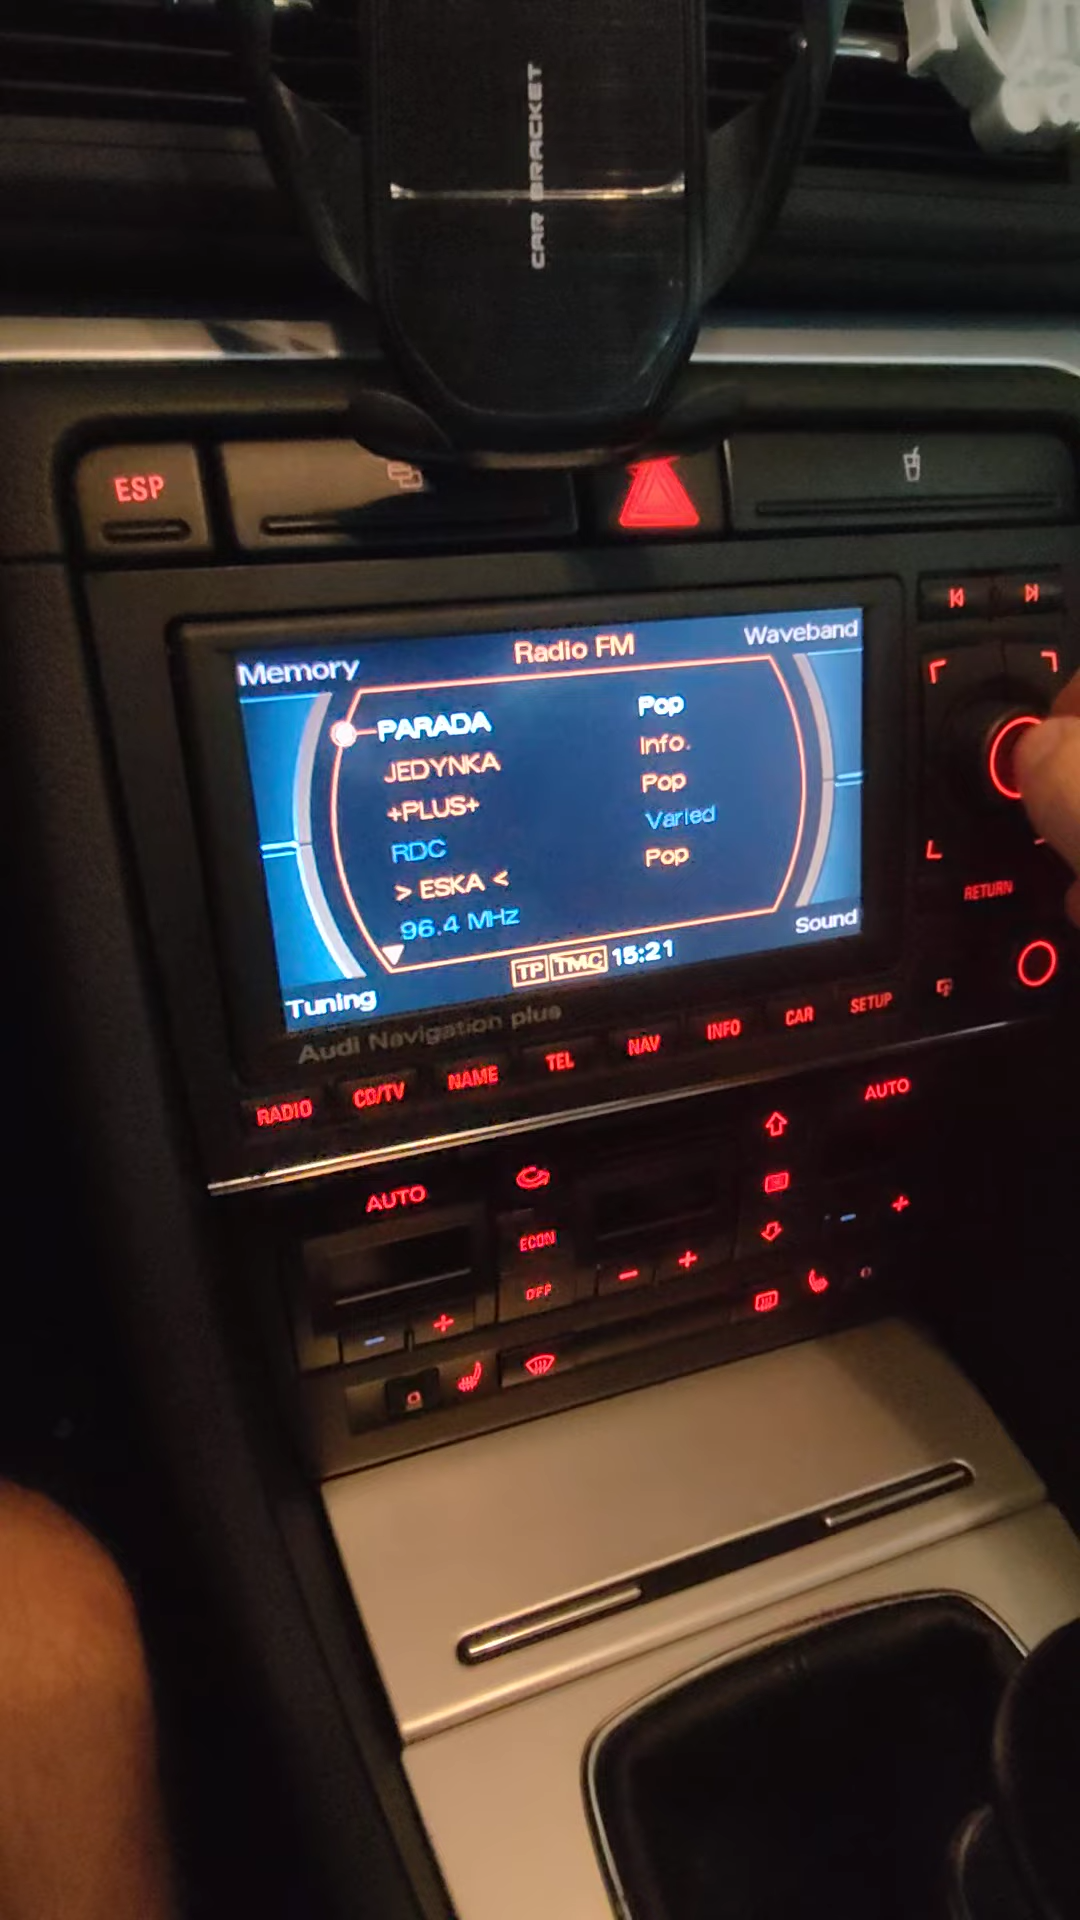 CAR BRACKET
ESP
Memory
Radio FM
Waveband
PARADA Pop
JEDYNKA Info.
+PLUS+ Pop
RDC Varied
> ESKA < Pop
96.4 MHz
Tuning
TP TMC 15:21
Sound
RETURN
Audi Navigation plus
RADIO CD/TV NAME TEL NAV INFO CAR SETUP
AUTO
AUTO
ECON
OFF